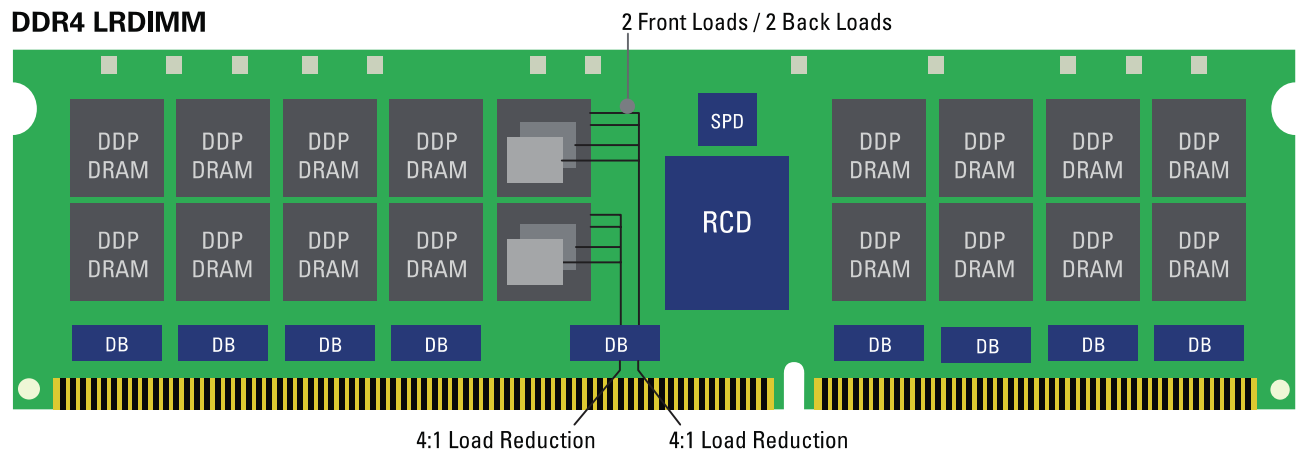 DDR4 LRDIMM
2 Front Loads / 2 Back Loads
DDP
DRAM
DDP
DRAM
DDP
DRAM
DDP
DRAM
SPD
DDP
DRAM
DDP
DRAM
DDP
DRAM
DDP
DRAM
DDP
DRAM
DDP
DRAM
DDP
DRAM
DDP
DRAM
RCD
DDP
DRAM
DDP
DRAM
DDP
DRAM
DDP
DRAM
DB
DB
DB
DB
DB
DB
DB
DB
DB
4:1 Load Reduction
4:1 Load Reduction